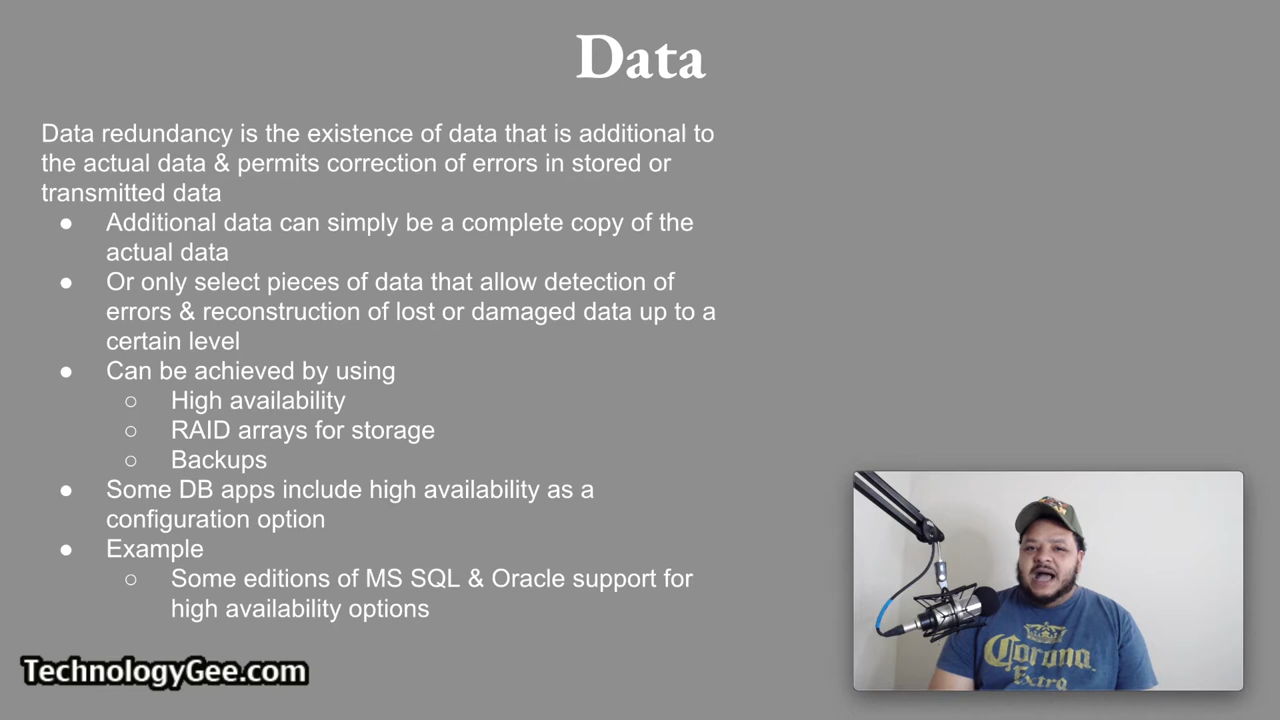 Data
Data redundancy is the existence of data that is additional to
the actual data & permits correction of errors in stored or
transmitted data
● Additional data can simply be a complete copy of the
actual data
● Or only select pieces of data that allow detection of
errors & reconstruction of lost or damaged data up to a
certain level
● Can be achieved by using
○ High availability
○ RAID arrays for storage
○ Backups
● Some DB apps include high availability as a
configuration option
● Example
○ Some editions of MS SQL & Oracle support for
high availability options
TechnologyGee.com
Corona
Extra